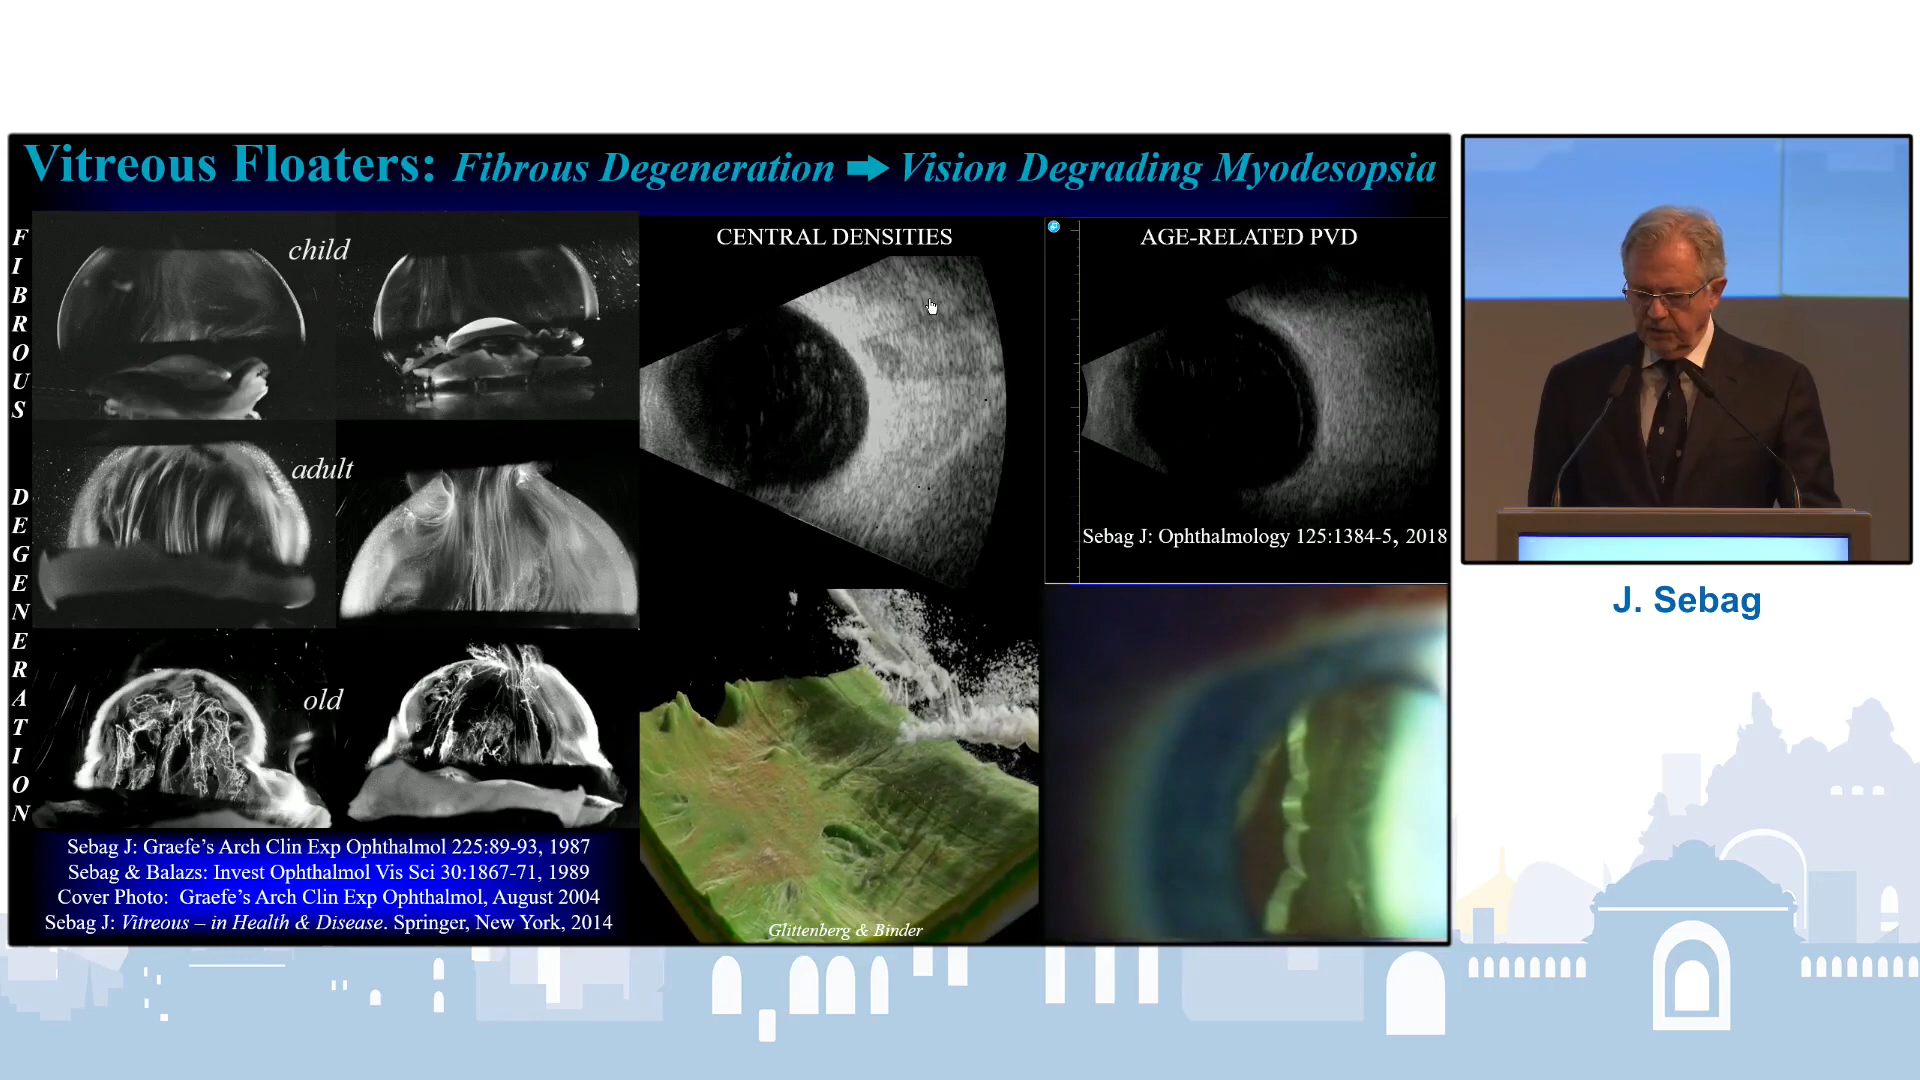 Vitreous Floaters: Fibrous Degeneration ➡ Vision Degrading Myodesopsia
FIBROUS DEGENERATION
child
adult
old
CENTRAL DENSITIES
AGE-RELATED PVD
Sebag J: Ophthalmology 125:1384-5, 2018
Sebag J: Graefe's Arch Clin Exp Ophthalmol 225:89-93, 1987
Sebag & Balazs: Invest Ophthalmol Vis Sci 30:1867-71, 1989
Cover Photo: Graefe's Arch Clin Exp Ophthalmol, August 2004
Sebag J: Vitreous – in Health & Disease. Springer, New York, 2014
Glittenberg & Binder
J. Sebag